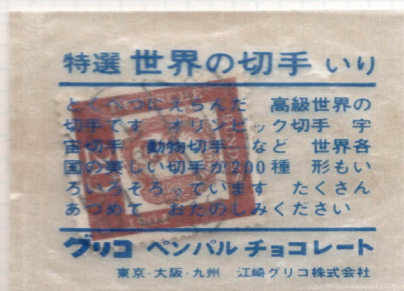 特選 世界の切手 いり
とくべつにえらんだ 高級世界の
切手です オリンピック切手 宇
宙切手 動物切手 など 世界各
国の美しい切手が200種 形もい
ろいろそろっています たくさん
あつめて おたのしみください
グリコ ペンパル チョコレート
東京・大阪・九州 江崎グリコ株式会社